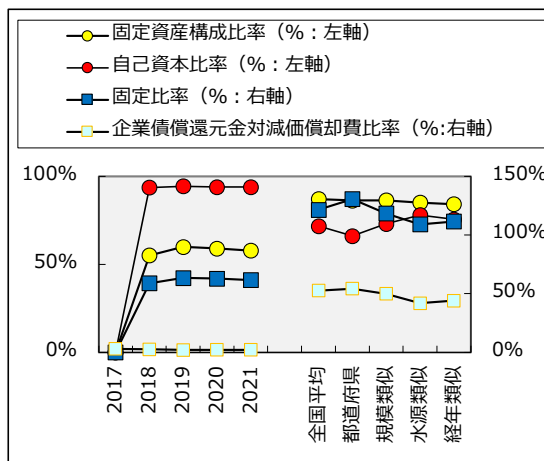 固定資産構成比率（%：左軸）
自己資本比率（%：左軸）
固定比率（%：右軸）
企業債償還元金対減価償却費比率（%:右軸）
100%
50%
0%
150%
100%
50%
0%
2017
2018
2019
2020
2021
全国平均
都道府県
規模類似
水源類似
経年類似